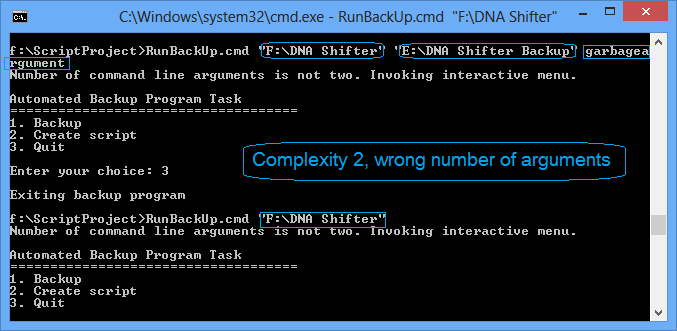 C:\Windows\system32\cmd.exe - RunBackUp.cmd "F:\DNA Shifter"
f:\ScriptProject>RunBackUp.cmd "F:\DNA Shifter" "E:\DNA Shifter Backup" garbagea
rgument
Number of command line arguments is not two. Invoking interactive menu.
Automated Backup Program Task
===================================
1. Backup
2. Create script
3. Quit
Complexity 2, wrong number of arguments
Enter your choice: 3
Exiting backup program
f:\ScriptProject>RunBackUp.cmd "F:\DNA Shifter"
Number of command line arguments is not two. Invoking interactive menu.
Automated Backup Program Task
===================================
1. Backup
2. Create script
3. Quit